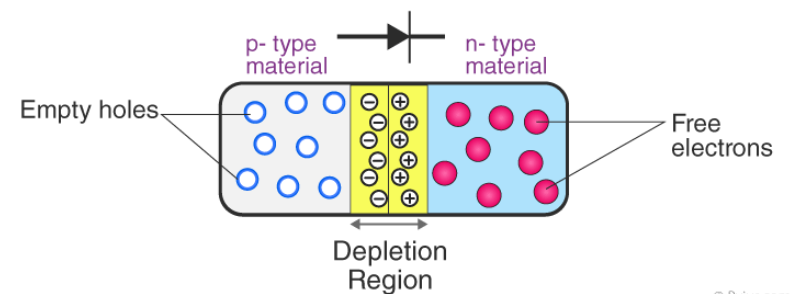 p- type
material
n- type
material
Empty holes
Free
electrons
Depletion
Region